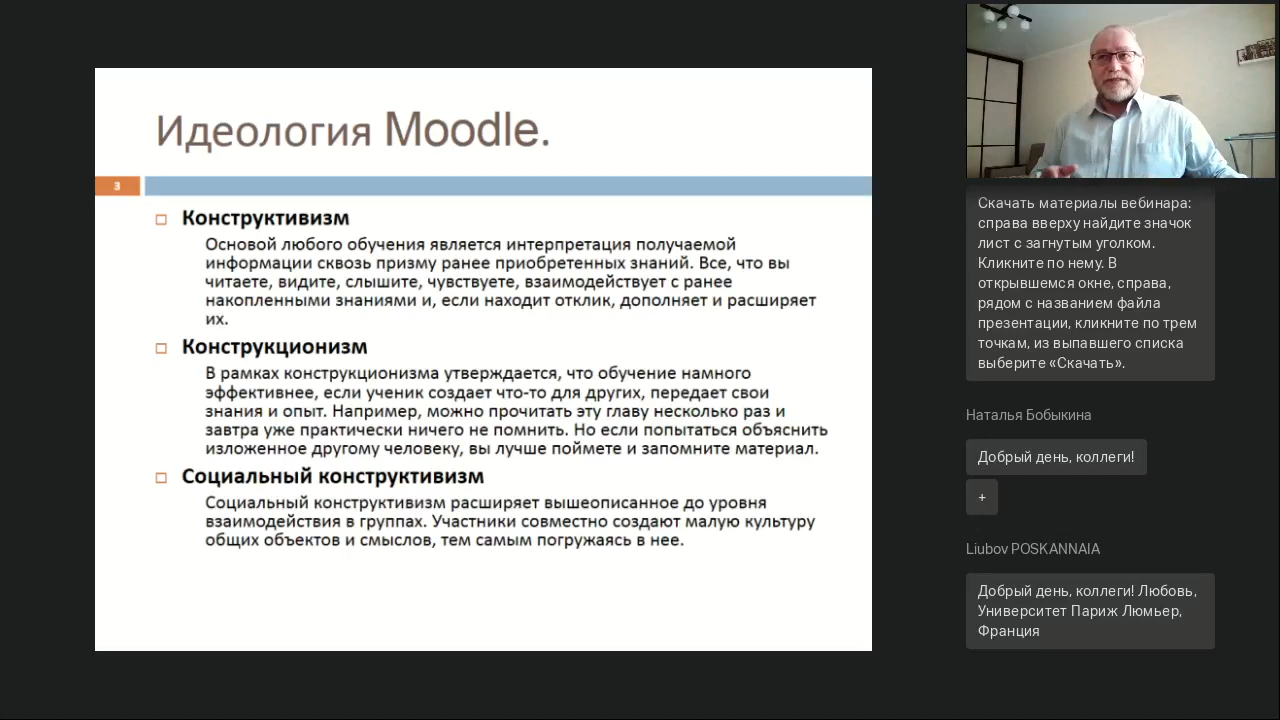 Идеология Moodle.
3
Конструктивизм
Основой любого обучения является интерпретация получаемой
информации сквозь призму ранее приобретенных знаний. Все, что вы
читаете, видите, слышите, чувствуете, взаимодействует с ранее
накопленными знаниями и, если находит отклик, дополняет и расширяет
их.
Конструкционизм
В рамках конструкционизма утверждается, что обучение намного
эффективнее, если ученик создает что-то для других, передает свои
знания и опыт. Например, можно прочитать эту главу несколько раз и
завтра уже практически ничего не помнить. Но если попытаться объяснить
изложенное другому человеку, вы лучше поймете и запомните материал.
Социальный конструктивизм
Социальный конструктивизм расширяет вышеописанное до уровня
взаимодействия в группах. Участники совместно создают малую культуру
общих объектов и смыслов, тем самым погружаясь в нее.
Скачать материалы вебинара:
справа вверху найдите значок
лист с загнутым уголком.
Кликните по нему. В
открывшемся окне, справа,
рядом с названием файла
презентации, кликните по трем
точкам, из выпавшего списка
выберите «Скачать».
Наталья Бобыкина
Добрый день, коллеги!
+
Liubov POSKANNAIA
Добрый день, коллеги! Любовь,
Университет Париж Люмьер,
Франция